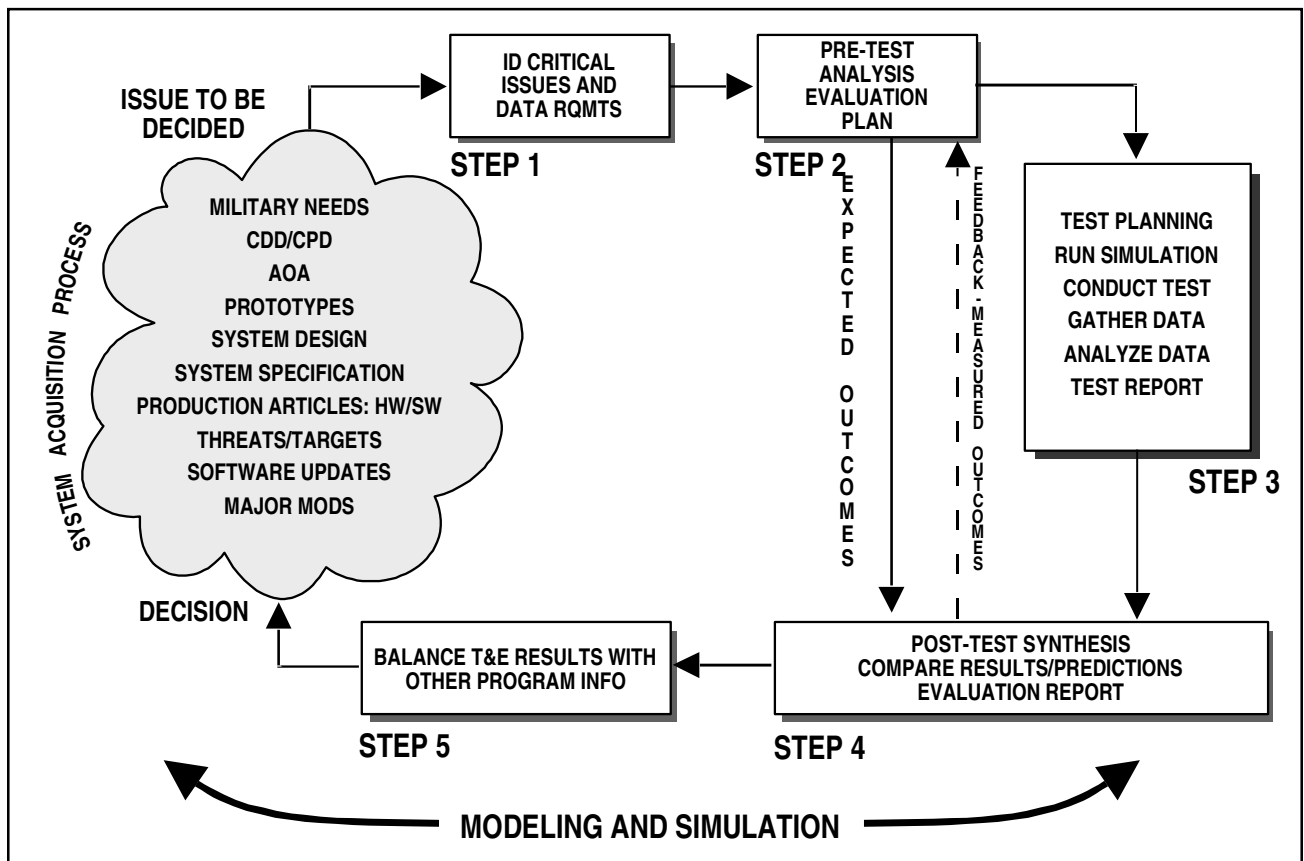 ISSUE TO BE
DECIDED
ID CRITICAL
ISSUES AND
DATA RQMTS
STEP 1
PRE-TEST
ANALYSIS
EVALUATION
PLAN
STEP 2
TEST PLANNING
RUN SIMULATION
CONDUCT TEST
GATHER DATA
ANALYZE DATA
TEST REPORT
STEP 3
EXPECTED OUTCOMES
FEEDBACK-MEASURED OUTCOMES
SYSTEM ACQUISITION PROCESS
MILITARY NEEDS
CDD/CPD
AOA
PROTOTYPES
SYSTEM DESIGN
SYSTEM SPECIFICATION
PRODUCTION ARTICLES: HW/SW
THREATS/TARGETS
SOFTWARE UPDATES
MAJOR MODS
DECISION
BALANCE T&E RESULTS WITH
OTHER PROGRAM INFO
STEP 5
POST-TEST SYNTHESIS
COMPARE RESULTS/PREDICTIONS
EVALUATION REPORT
STEP 4
MODELING AND SIMULATION